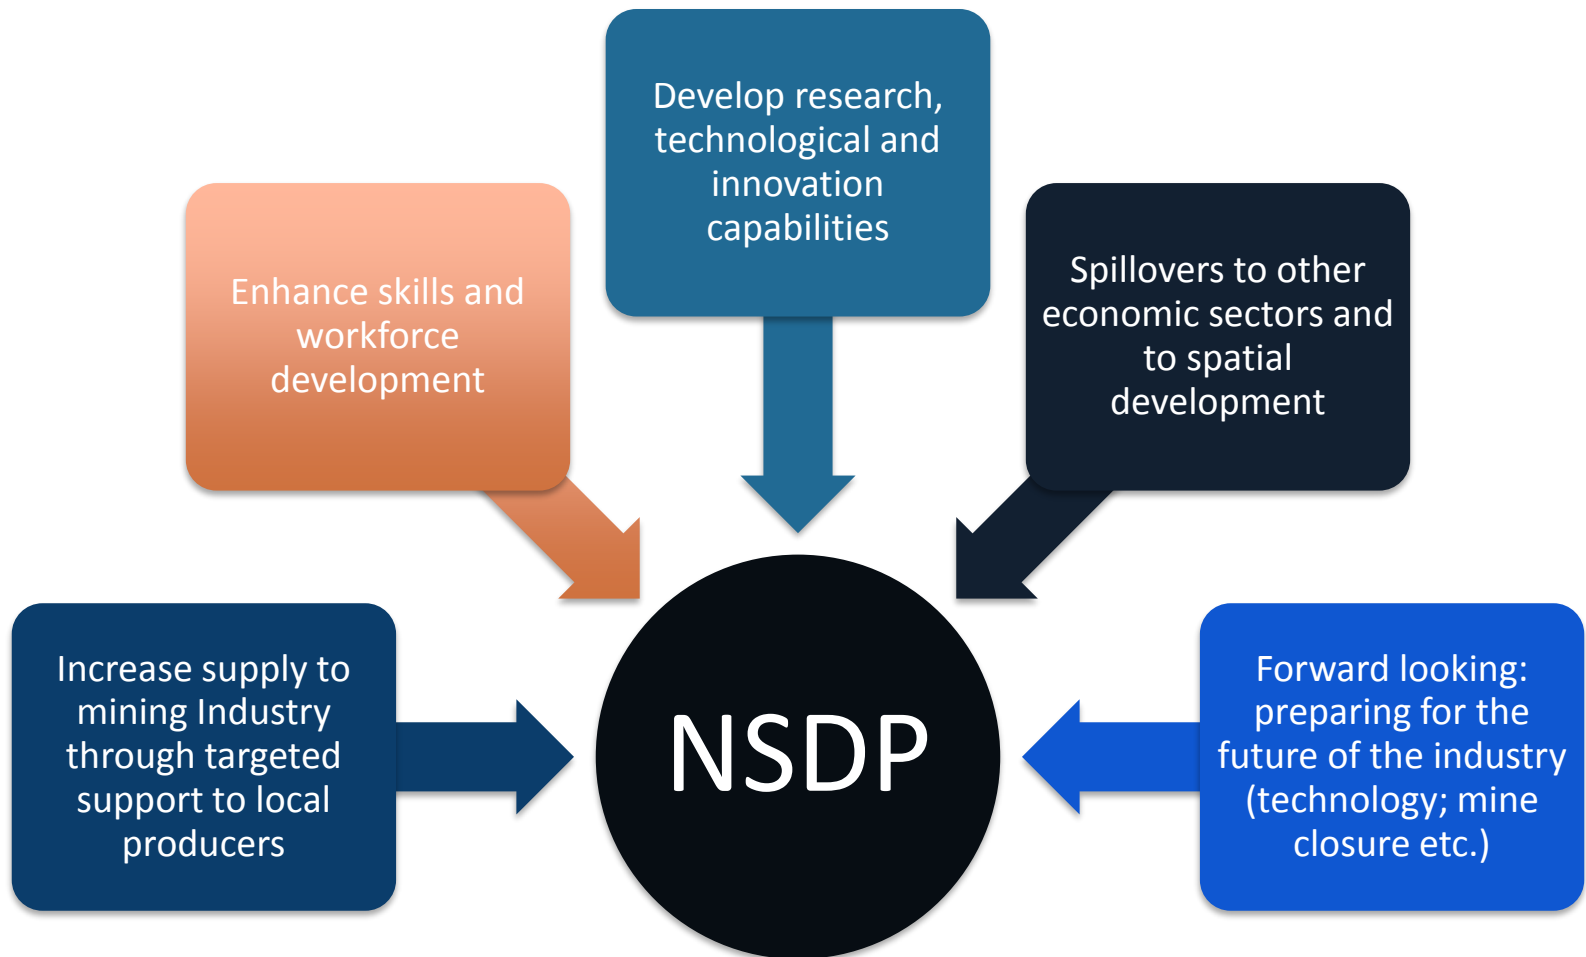 Develop research,
technological and
innovation
capabilities
Enhance skills and
workforce
development
Spillovers to other
economic sectors and
to spatial
development
Increase supply to
mining Industry
through targeted
support to local
producers
NSDP
Forward looking:
preparing for the
future of the industry
(technology; mine
closure etc.)